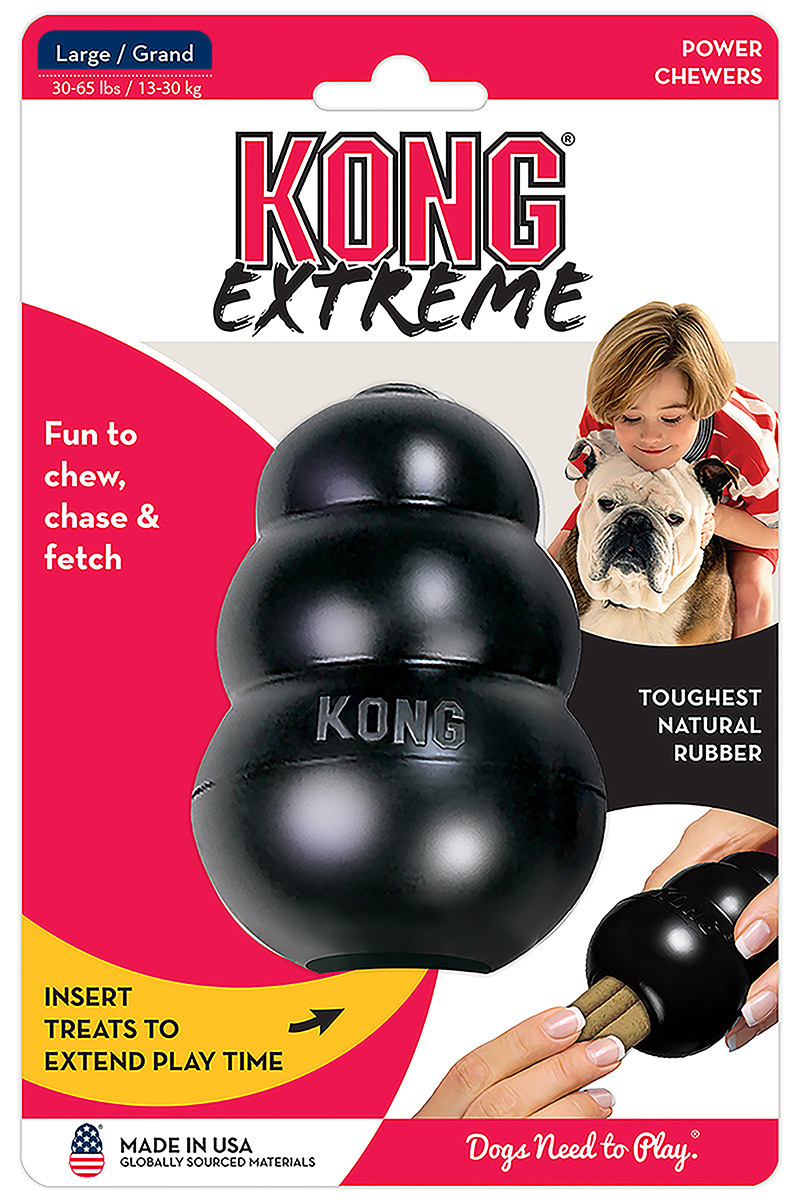 Large / Grand
30-65 lbs / 13-30 kg
POWER
CHEWERS
KONG®
EXTREME
Fun to
chew,
chase &
fetch
KONG
TOUGHEST
NATURAL
RUBBER
KONG
INSERT
TREATS TO
EXTEND PLAY TIME
MADE IN USA
GLOBALLY SOURCED MATERIALS
Dogs Need to Play.®